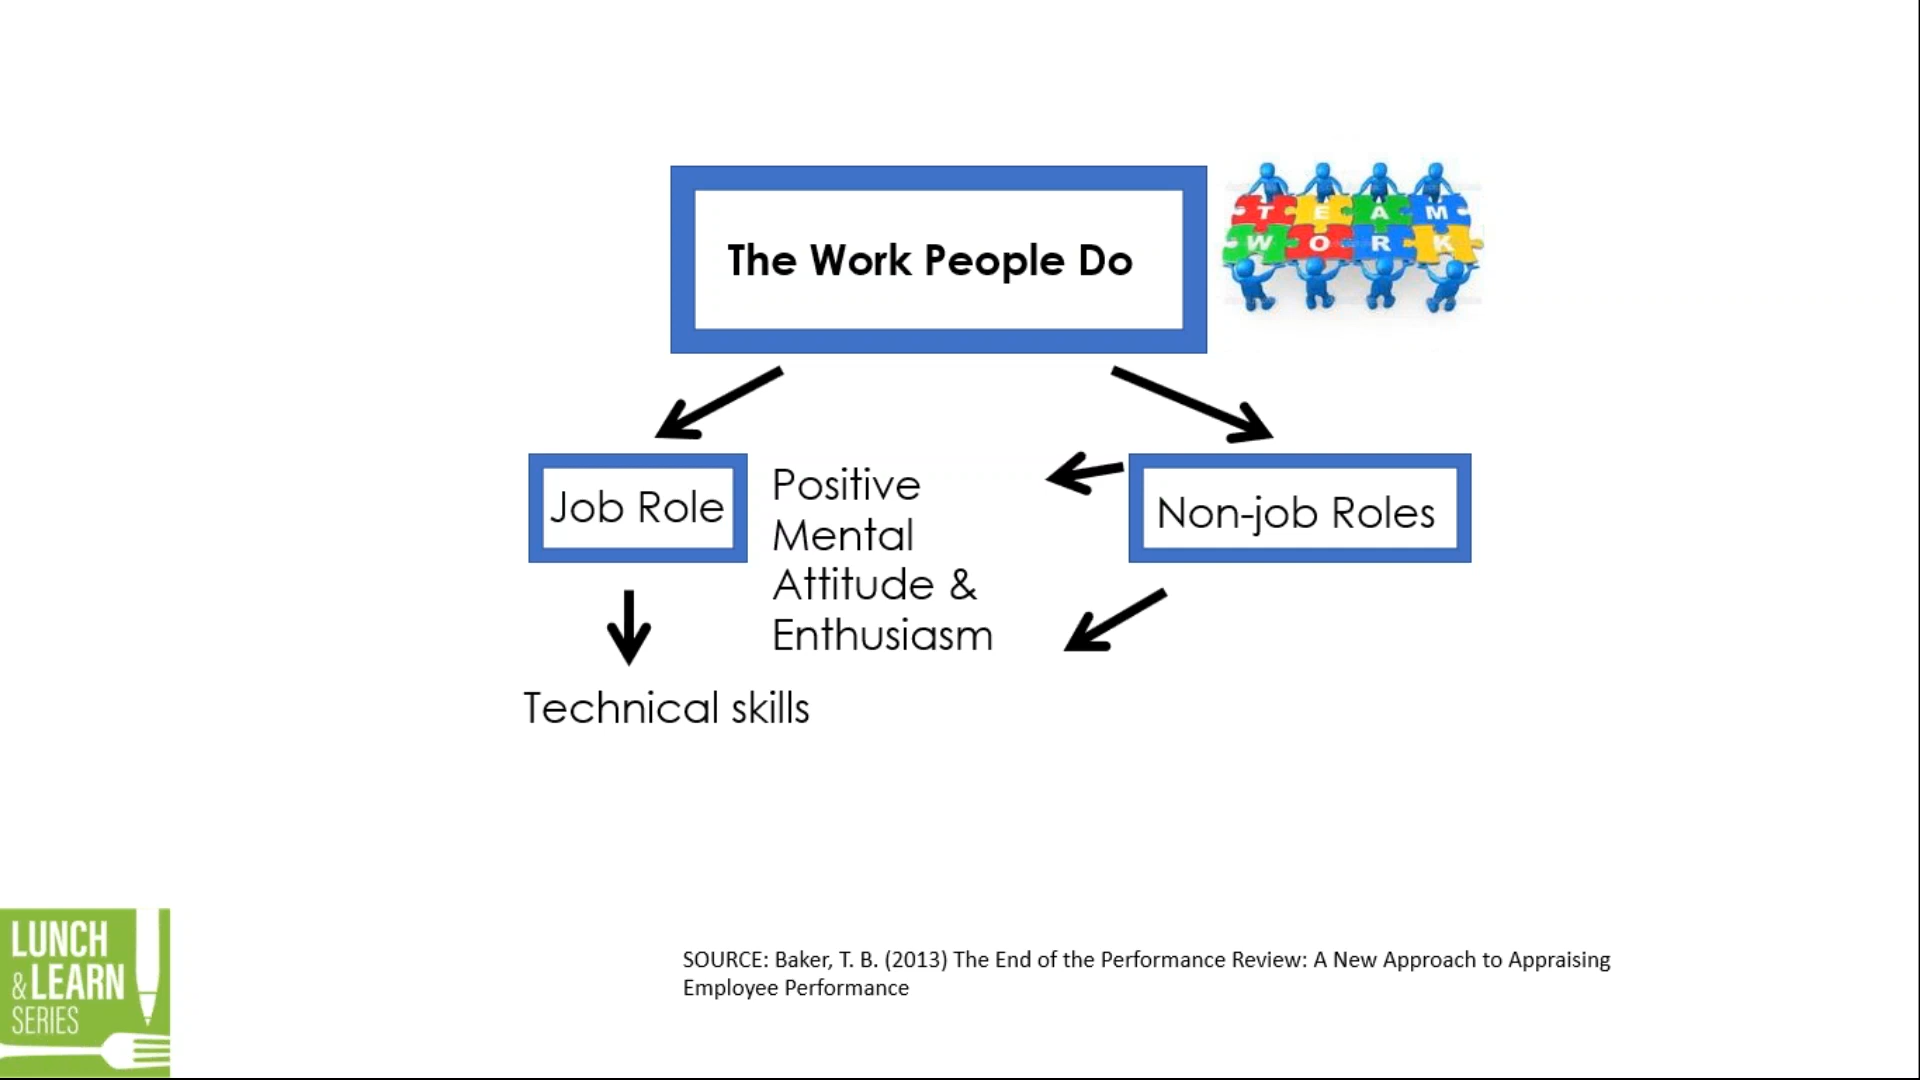 The Work People Do
T E A M
W O R K
Job Role
Positive
Mental
Attitude &
Enthusiasm
Non-job Roles
Technical skills
LUNCH
& LEARN
SERIES
SOURCE: Baker, T. B. (2013) The End of the Performance Review: A New Approach to Appraising
Employee Performance